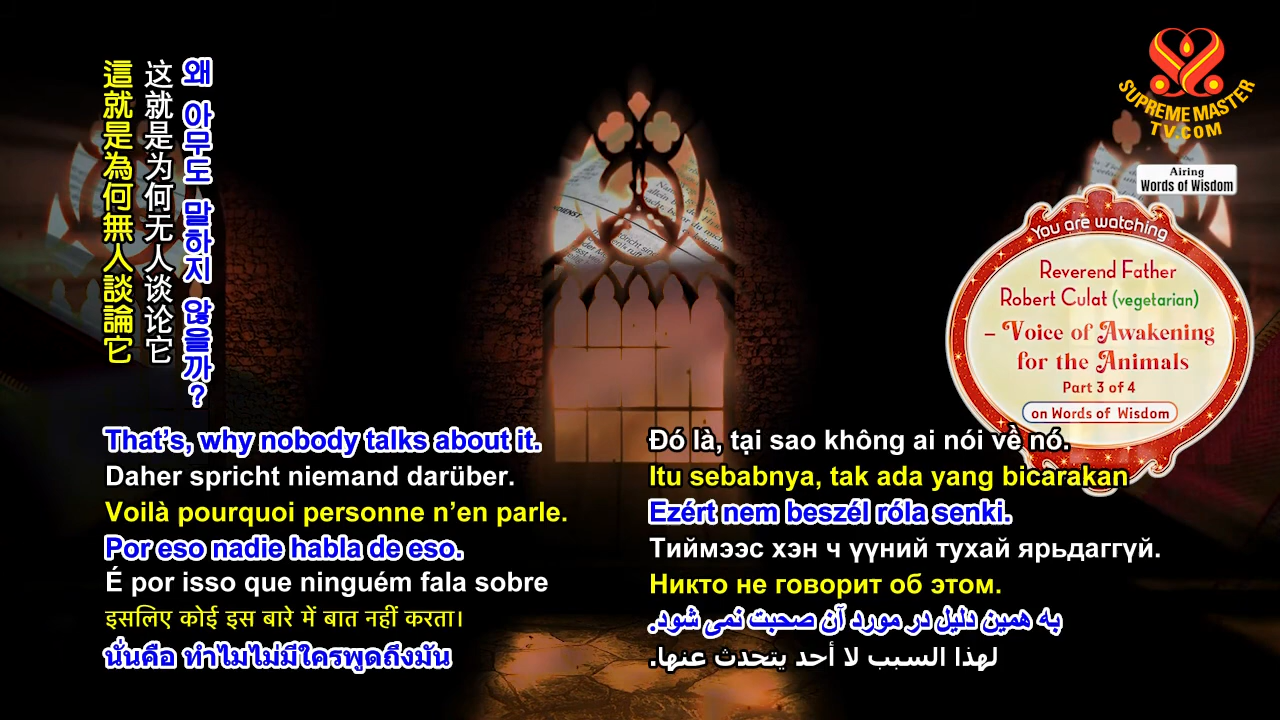 왜 아무도 말하지 않을까?
这就是为何无人谈论它
這就是為何無人談論它
SUPREME MASTER
TV.COM
Airing
Words of Wisdom
You are watching
Reverend Father
Robert Culat (vegetarian)
– Voice of Awakening
for the Animals
Part 3 of 4
on Words of Wisdom
That's, why nobody talks about it.
Daher spricht niemand darüber.
Voilà pourquoi personne n'en parle.
Por eso nadie habla de eso.
É por isso que ninguém fala sobre
इसलिए कोई इस बारे में बात नहीं करता।
นั่นคือ ทำไมไม่มีใครพูดถึงมัน
Đó là, tại sao không ai nói về nó.
Itu sebabnya, tak ada yang bicarakan
Ezért nem beszél róla senki.
Тиймээс хэн ч үүний тухай ярьдаггүй.
Никто не говорит об этом.
به همین دلیل در مورد آن صحبت نمی شود.
لهذا السبب لا أحد يتحدث عنها.